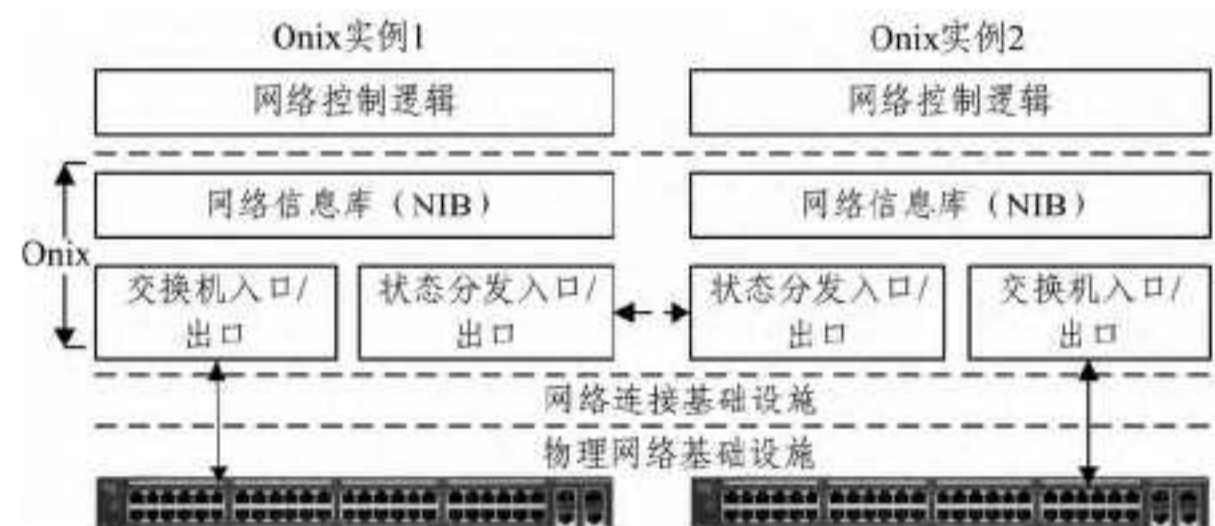 Onix实例1
Onix实例2
网络控制逻辑
网络控制逻辑
网络信息库（NIB）
网络信息库（NIB）
Onix
交换机入口/
出口
状态分发入口/
出口
状态分发入口/
出口
交换机入口/
出口
网络连接基础设施
物理网络基础设施